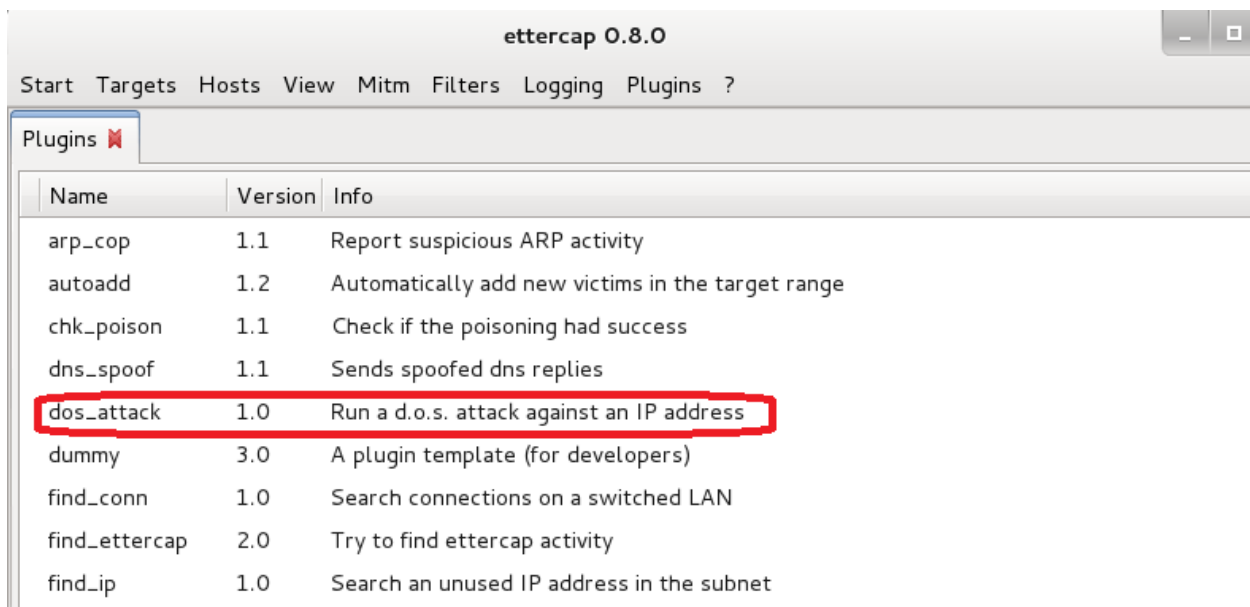 ettercap 0.8.0
Start Targets Hosts View Mitm Filters Logging Plugins ?
Plugins
Name Version Info
arp_cop 1.1 Report suspicious ARP activity
autoadd 1.2 Automatically add new victims in the target range
chk_poison 1.1 Check if the poisoning had success
dns_spoof 1.1 Sends spoofed dns replies
dos_attack 1.0 Run a d.o.s. attack against an IP address
dummy 3.0 A plugin template (for developers)
find_conn 1.0 Search connections on a switched LAN
find_ettercap 2.0 Try to find ettercap activity
find_ip 1.0 Search an unused IP address in the subnet